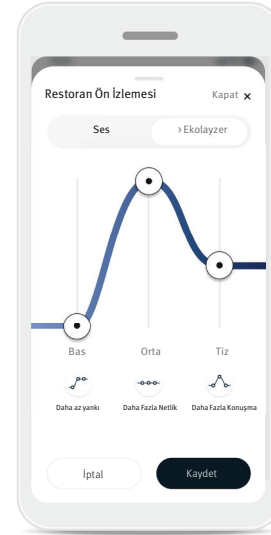 Restoran Ön İzlemesi Kapat ×
Ses › Ekolayzer
Bas Orta Tiz
Daha az yankı Daha Fazla Netlik Daha Fazla Konuşma
İptal Kaydet